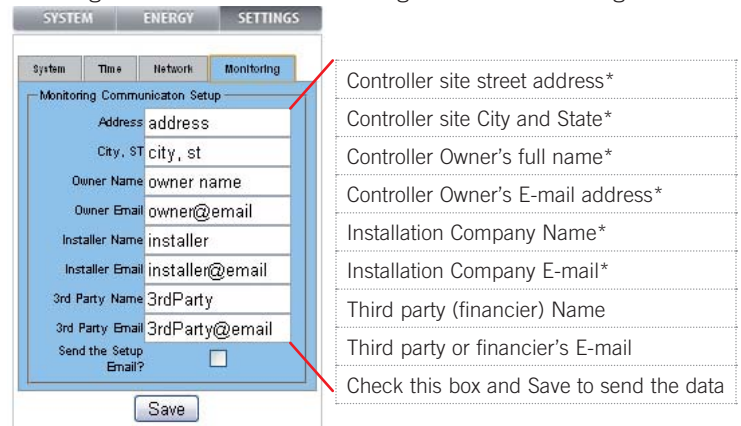 SYSTEM ENERGY SETTINGS
System Time Network Monitoring
Monitoring Communicaton Setup
Address address
City, ST city, st
Owner Name owner name
Owner Email owner@email
Installer Name installer
Installer Email installer@email
3rd Party Name 3rdParty
3rd Party Email 3rdParty@email
Send the Setup
Email?
Save
Controller site street address*
Controller site City and State*
Controller Owner's full name*
Controller Owner's E-mail address*
Installation Company Name*
Installation Company E-mail*
Third party (financier) Name
Third party or financier's E-mail
Check this box and Save to send the data